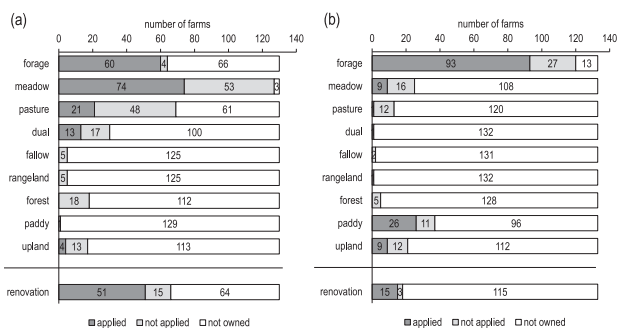 (a)
number of farms
0 20 40 60 80 100 120 140
forage 60 4 66
meadow 74 53 3
pasture 21 48 61
dual 13 17 100
fallow 5 125
rangeland 5 125
forest 18 112
paddy 129
upland 4 13 113
renovation 51 15 64
applied not applied not owned
(b)
number of farms
0 20 40 60 80 100 120 140
forage 93 27 13
meadow 9 16 108
pasture 12 120
dual 132
fallow 2 131
rangeland 132
forest 5 128
paddy 26 11 96
upland 9 12 112
renovation 15 3 115
applied not applied not owned